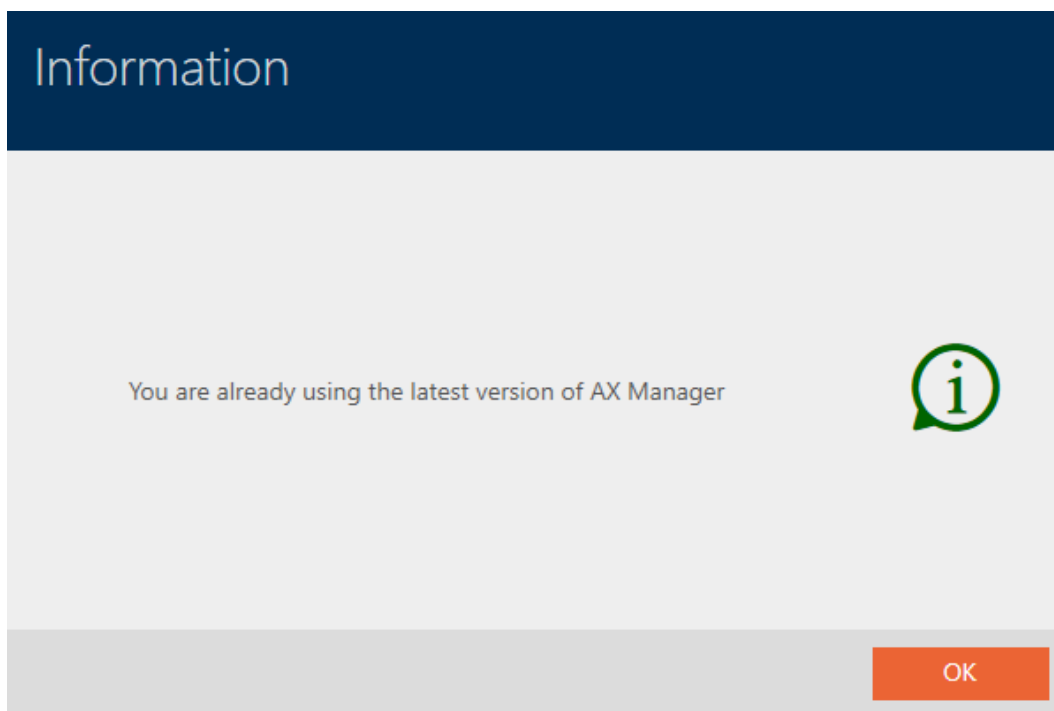 Information
You are already using the latest version of AX Manager
OK